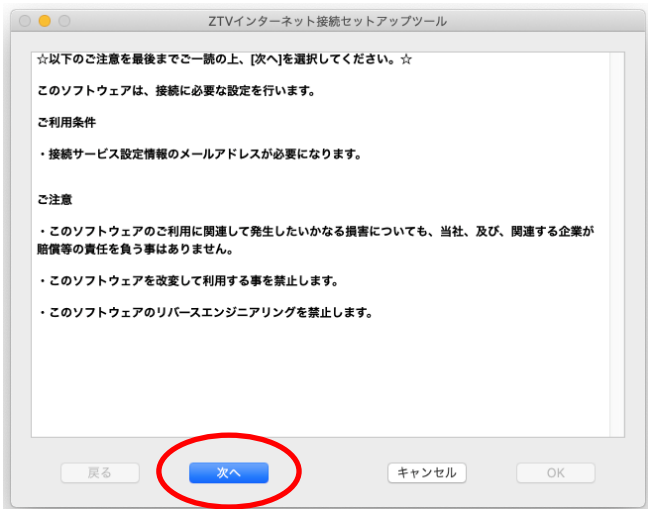 ZTVインターネット接続セットアップツール
☆以下のご注意を最後までご一読の上、[次へ]を選択してください。☆
このソフトウェアは、接続に必要な設定を行います。
ご利用条件
・接続サービス設定情報のメールアドレスが必要になります。
ご注意
・このソフトウェアのご利用に関連して発生したいかなる損害についても、当社、及び、関連する企業が
賠償等の責任を負う事はありません。
・このソフトウェアを改変して利用する事を禁止します。
・このソフトウェアのリバースエンジニアリングを禁止します。
戻る 次へ キャンセル OK